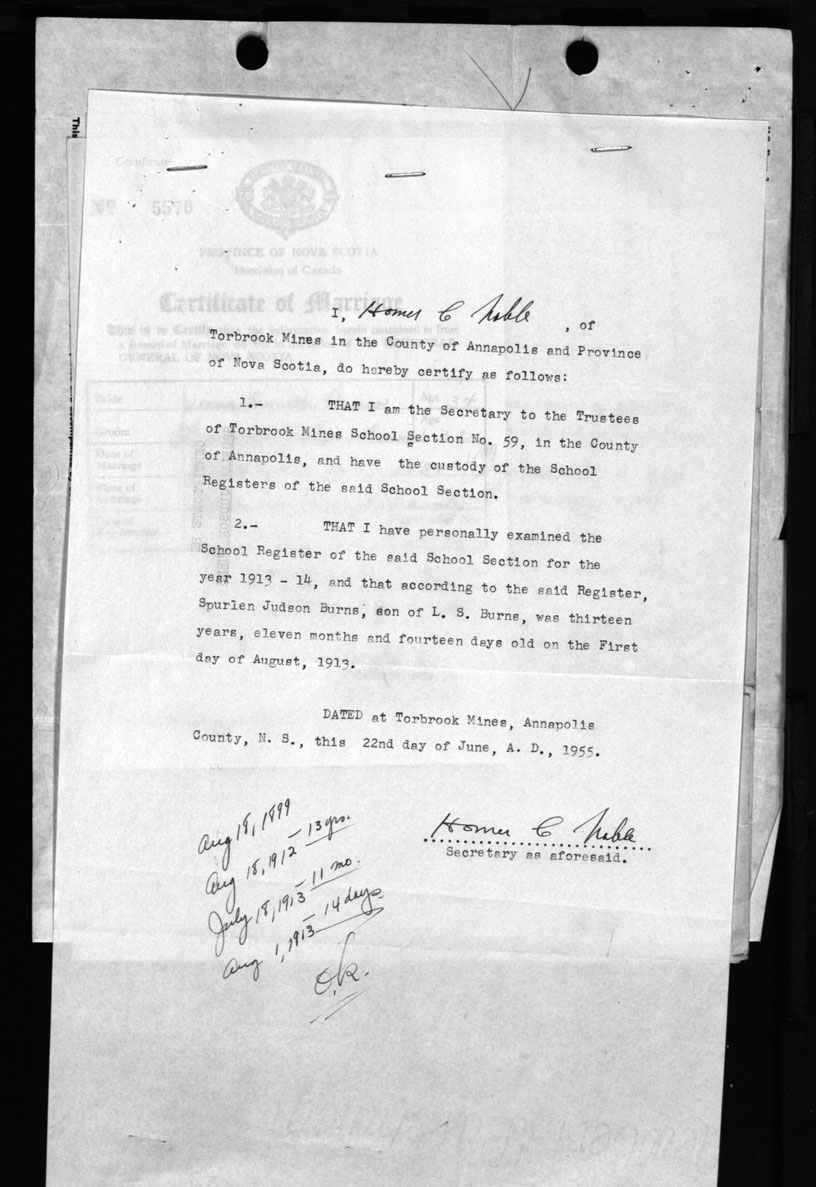 This
Certificate
Nº 5570
PROVINCE OF NOVA SCOTIA
Dominion of Canada
Certificate of Marriage
I, Homer C Noble , of
Torbrook Mines in the County of Annapolis and Province
of Nova Scotia, do hereby certify as follows:
1.- THAT I am the Secretary to the Trustees
of Torbrook Mines School Section No. 59, in the County
of Annapolis, and have the custody of the School
Registers of the said School Section.
2.- THAT I have personally examined the
School Register of the said School Section for the
year 1913 - 14, and that according to the said Register,
Spurlen Judson Burns, son of L. S. Burns, was thirteen
years, eleven months and fourteen days old on the First
day of August, 1913.
DATED at Torbrook Mines, Annapolis
County, N. S., this 22nd day of June, A. D., 1955.
Homer C Noble
Secretary as aforesaid.
Aug 18, 1899
Aug 18, 1912 - 13 yrs.
July 18, 1913 - 11 mo.
Aug 1, 1913 - 14 days
O.K.